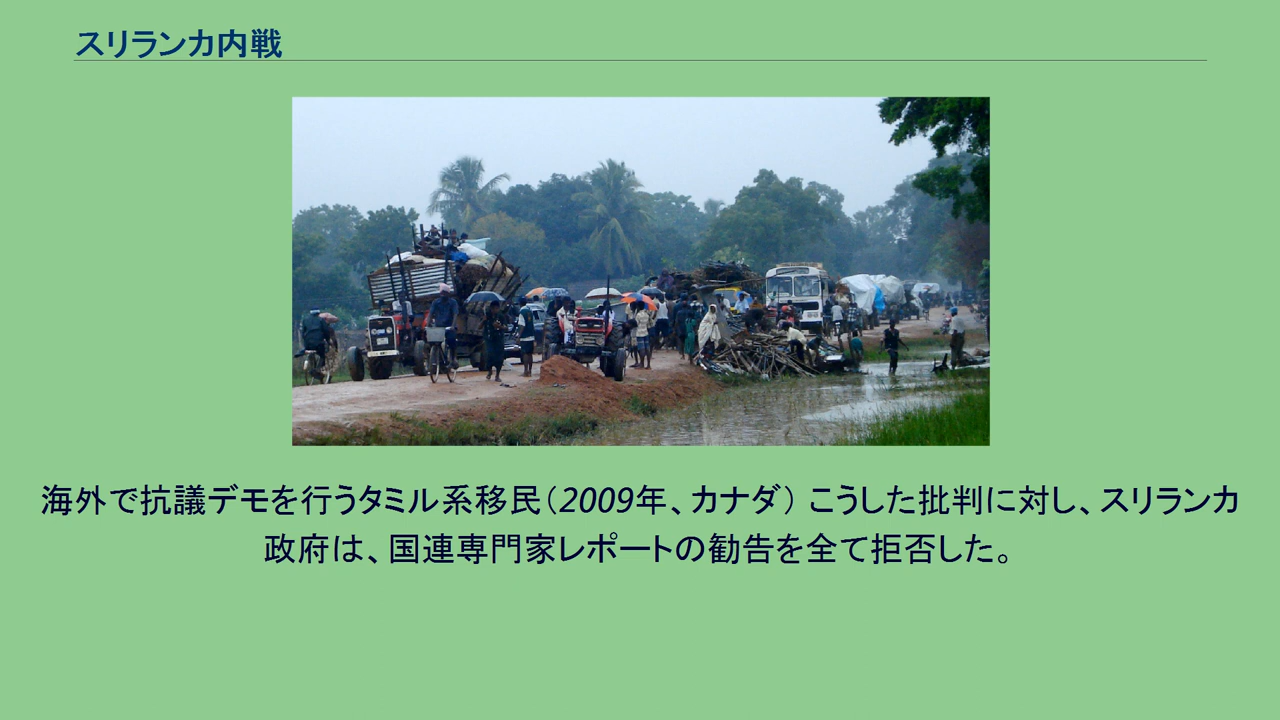 スリランカ内戦
海外で抗議デモを行うタミル系移民（2009年、カナダ） こうした批判に対し、スリランカ
政府は、国連専門家レポートの勧告を全て拒否した。